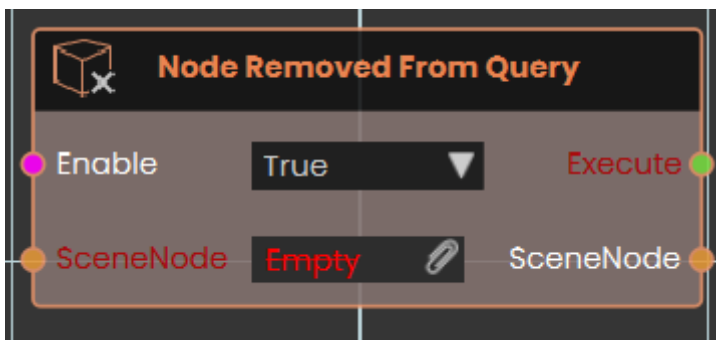 Node Removed From Query
Enable True Execute
SceneNode Empty SceneNode